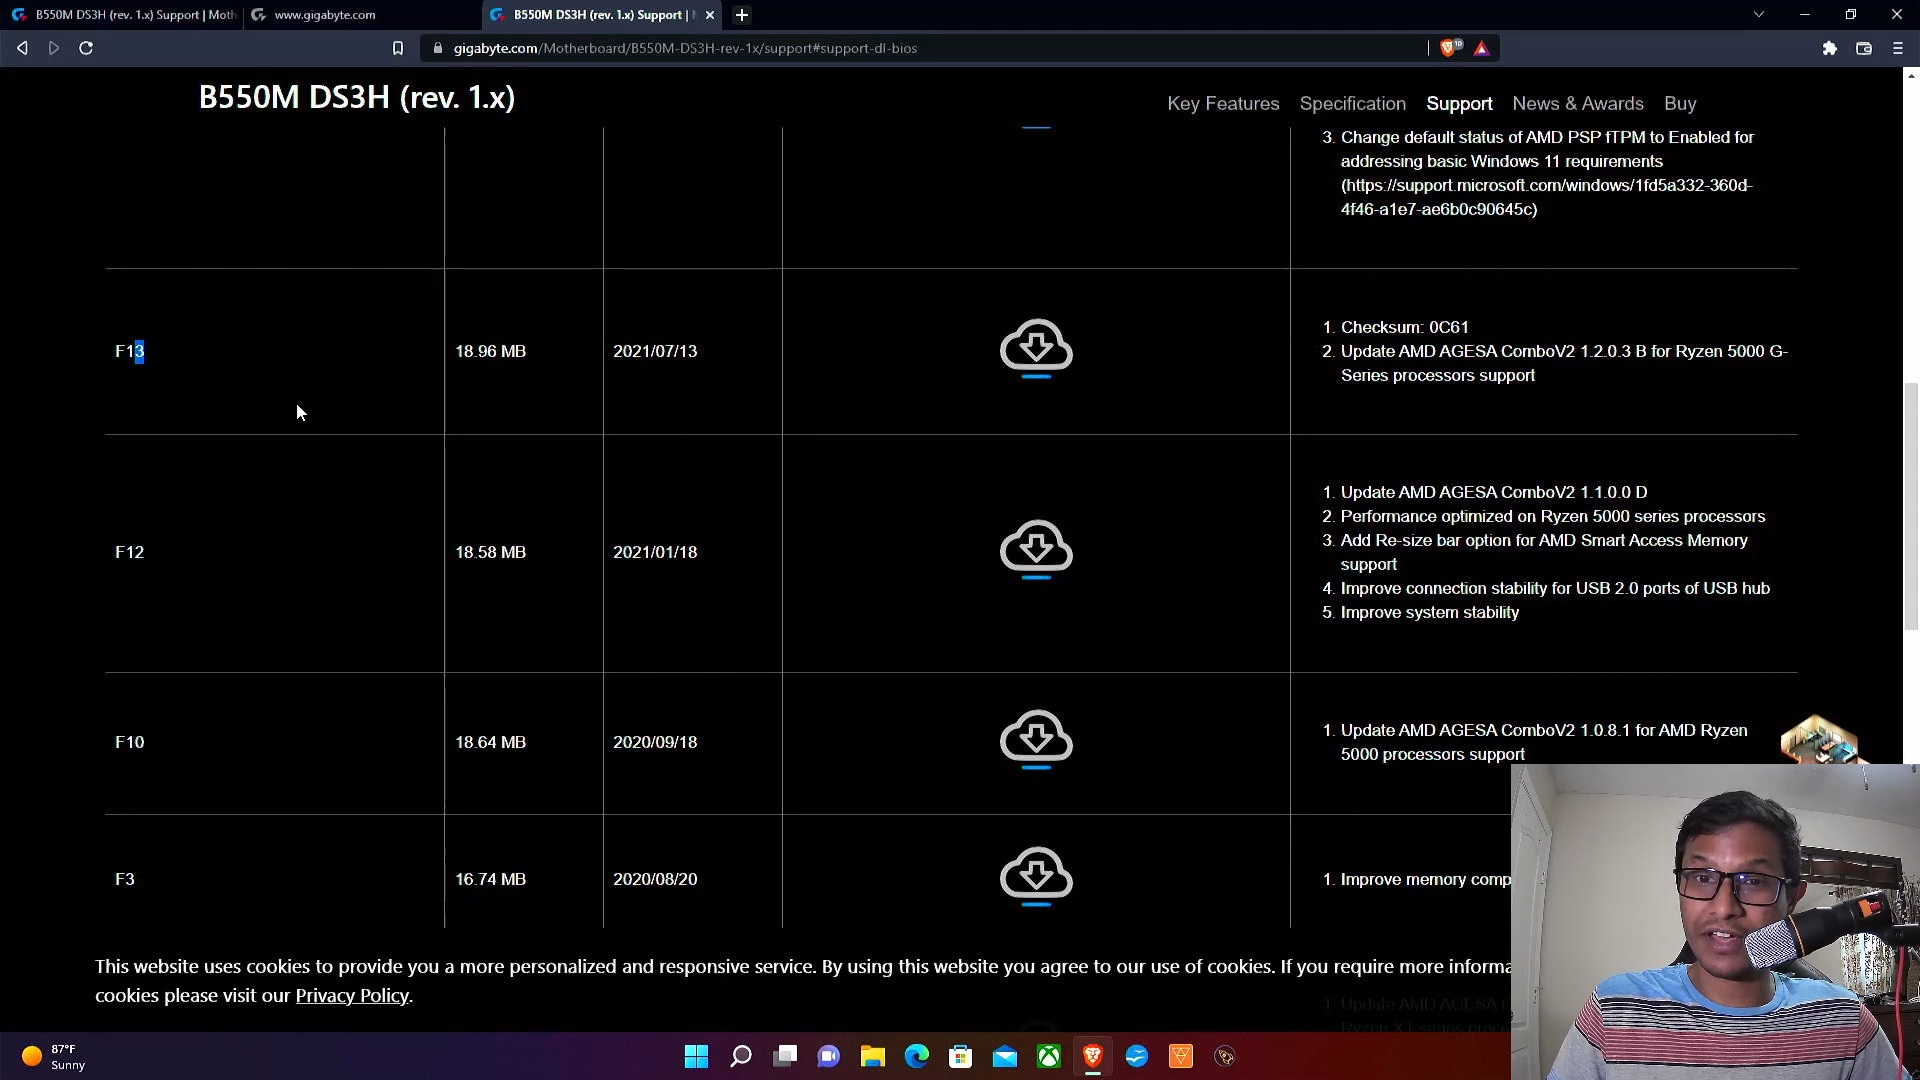 B550M DS3H (rev. 1.x) Support | Moth
www.gigabyte.com
B550M DS3H (rev. 1.x) Support |
gigabyte.com/Motherboard/B550M-DS3H-rev-1x/support#support-dl-bios
B550M DS3H (rev. 1.x)
Key Features Specification Support News & Awards Buy
3. Change default status of AMD PSP fTPM to Enabled for
addressing basic Windows 11 requirements
(https://support.microsoft.com/windows/1fd5a332-360d-
4f46-a1e7-ae6b0c90645c)
F13 18.96 MB 2021/07/13
1. Checksum: 0C61
2. Update AMD AGESA ComboV2 1.2.0.3 B for Ryzen 5000 G-
Series processors support
F12 18.58 MB 2021/01/18
1. Update AMD AGESA ComboV2 1.1.0.0 D
2. Performance optimized on Ryzen 5000 series processors
3. Add Re-size bar option for AMD Smart Access Memory
support
4. Improve connection stability for USB 2.0 ports of USB hub
5. Improve system stability
F10 18.64 MB 2020/09/18
1. Update AMD AGESA ComboV2 1.0.8.1 for AMD Ryzen
5000 processors support
F3 16.74 MB 2020/08/20
1. Improve memory comp
This website uses cookies to provide you a more personalized and responsive service. By using this website you agree to our use of cookies. If you require more informa
cookies please visit our Privacy Policy.
1. Update AMD AGESA
Ryzen XT series
87°F
Sunny